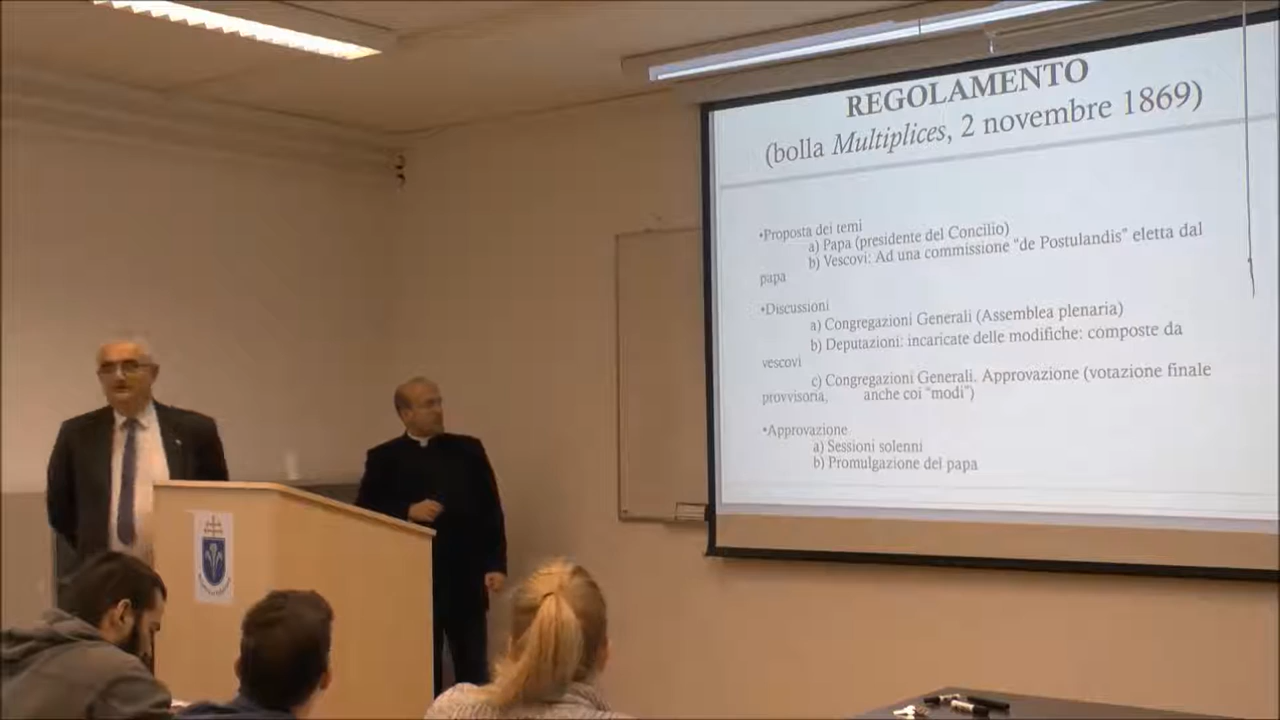 REGOLAMENTO
(bolla Multiplices, 2 novembre 1869)
•Proposta dei temi
a) Papa (presidente del Concilio)
b) Vescovi: Ad una commissione “de Postulandis” eletta dal
papa
•Discussioni
a) Congregazioni Generali (Assemblea plenaria)
b) Deputazioni: incaricate delle modifiche: composte da
vescovi
c) Congregazioni Generali. Approvazione (votazione finale
provvisoria, anche coi “modi”)
•Approvazione
a) Sessioni solenni
b) Promulgazione del papa